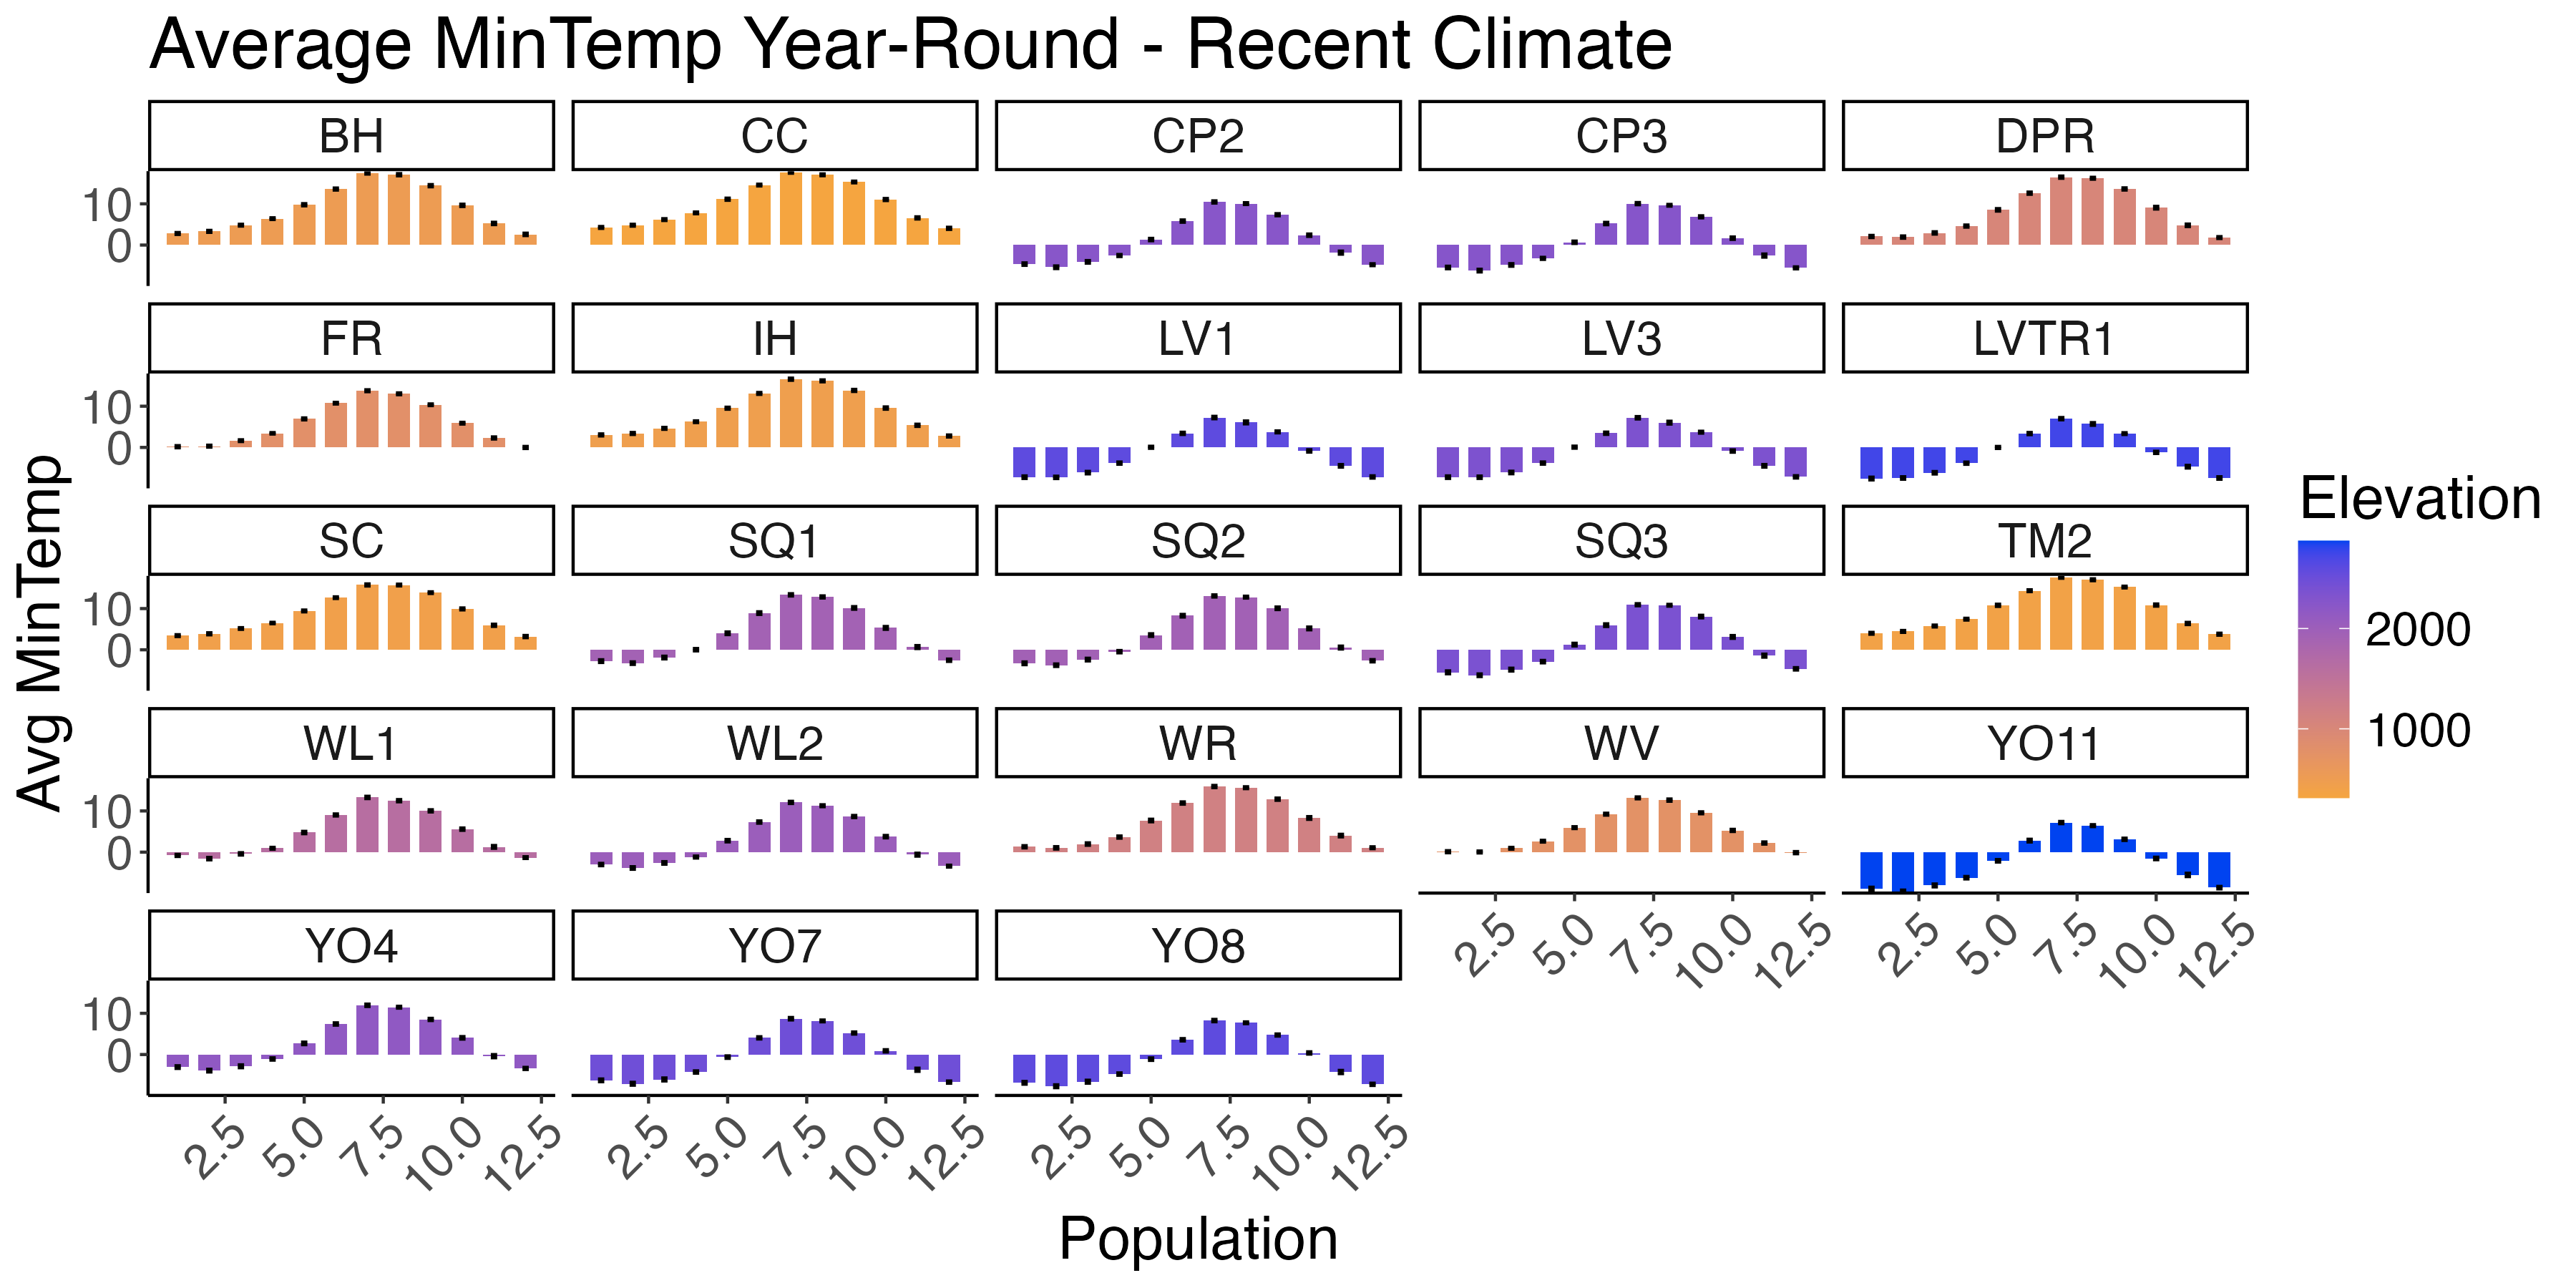 Average MinTemp Year-Round - Recent Climate
BH CC CP2 CP3 DPR
10
0
FR IH LV1 LV3 LVTR1
10
0
SC SQ1 SQ2 SQ3 TM2
10
0
WL1 WL2 WR WV YO11
10
0
2.5 5.0 7.5 10.0 12.5 2.5 5.0 7.5 10.0 12.5
YO4 YO7 YO8
10
0
2.5 5.0 7.5 10.0 12.5 2.5 5.0 7.5 10.0 12.5 2.5 5.0 7.5 10.0 12.5
Population
Avg MinTemp
Elevation
2000
1000